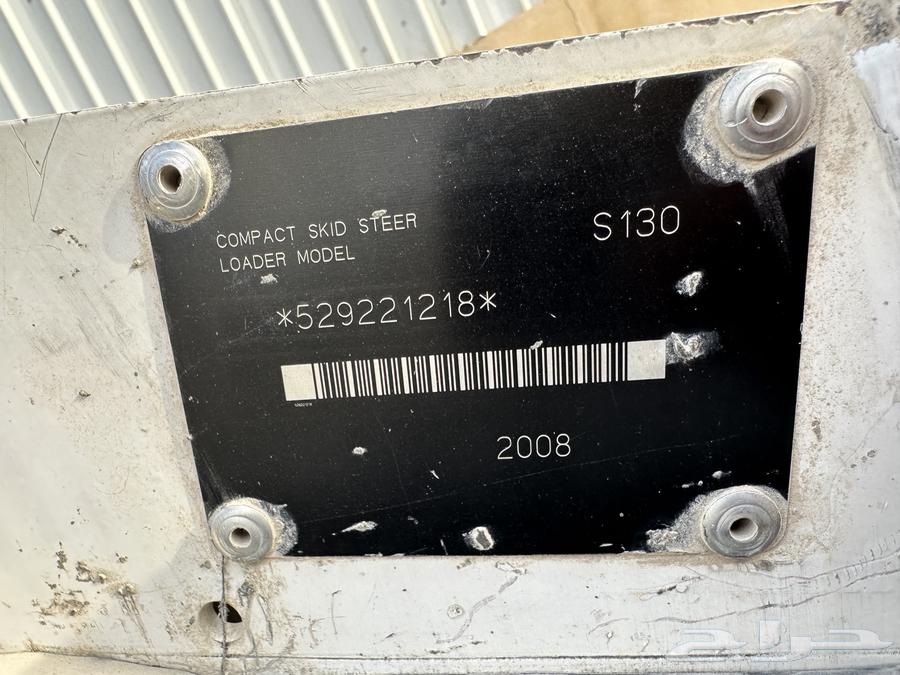 COMPACT SKID STEER
LOADER MODEL
S130
*529221218*
2008
حراج